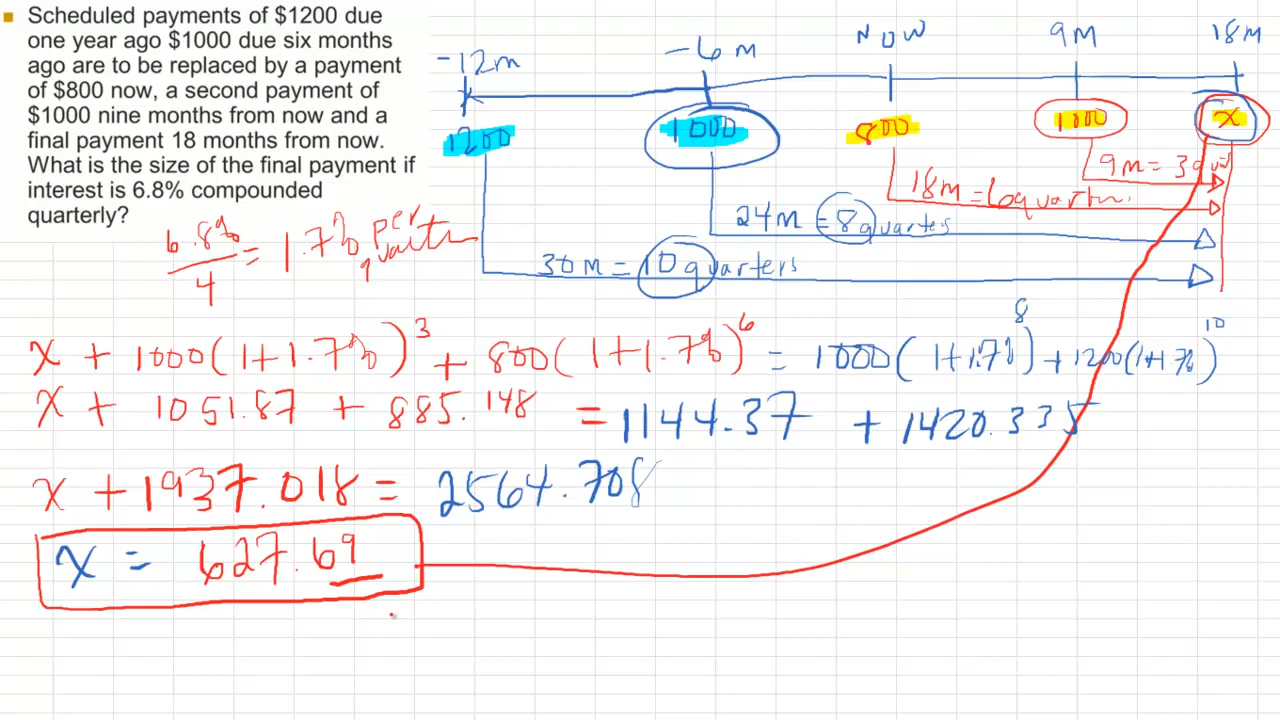 Scheduled payments of $1200 due
one year ago $1000 due six months
ago are to be replaced by a payment
of $800 now, a second payment of
$1000 nine months from now and a
final payment 18 months from now.
What is the size of the final payment if
interest is 6.8% compounded
quarterly?
-12m -6m NOW 9M 18M
1200 1000 800 1000 x
9M = 3
18M = 6 quarters
24M = 8 quarters
30M = 10 quarters
6.8% / 4 = 1.7% per quarter
x + 1000(1+1.7%)^3 + 800(1+1.7%)^6 = 1000(1+1.7%)^8 + 1200(1+1.7%)^10
x + 1051.87 + 885.148 = 1144.37 + 1420.335
x + 1937.018 = 2564.708
x = 627.69